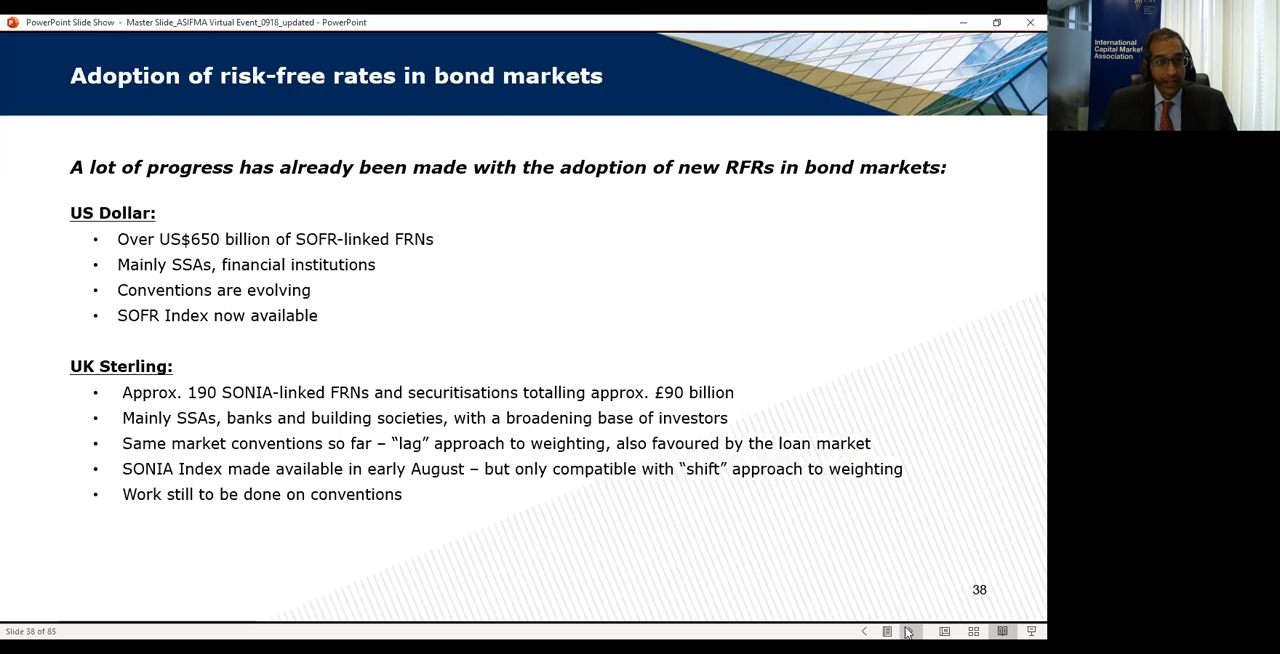 PowerPoint Slide Show - Master Slide_ASIFMA Virtual Event_0918_updated - PowerPoint
Adoption of risk-free rates in bond markets
International
Capital Market
Association
A lot of progress has already been made with the adoption of new RFRs in bond markets:
US Dollar:
• Over US$650 billion of SOFR-linked FRNs
• Mainly SSAs, financial institutions
• Conventions are evolving
• SOFR Index now available
UK Sterling:
• Approx. 190 SONIA-linked FRNs and securitisations totalling approx. £90 billion
• Mainly SSAs, banks and building societies, with a broadening base of investors
• Same market conventions so far – “lag” approach to weighting, also favoured by the loan market
• SONIA Index made available in early August – but only compatible with “shift” approach to weighting
• Work still to be done on conventions
38
Slide 38 of 85